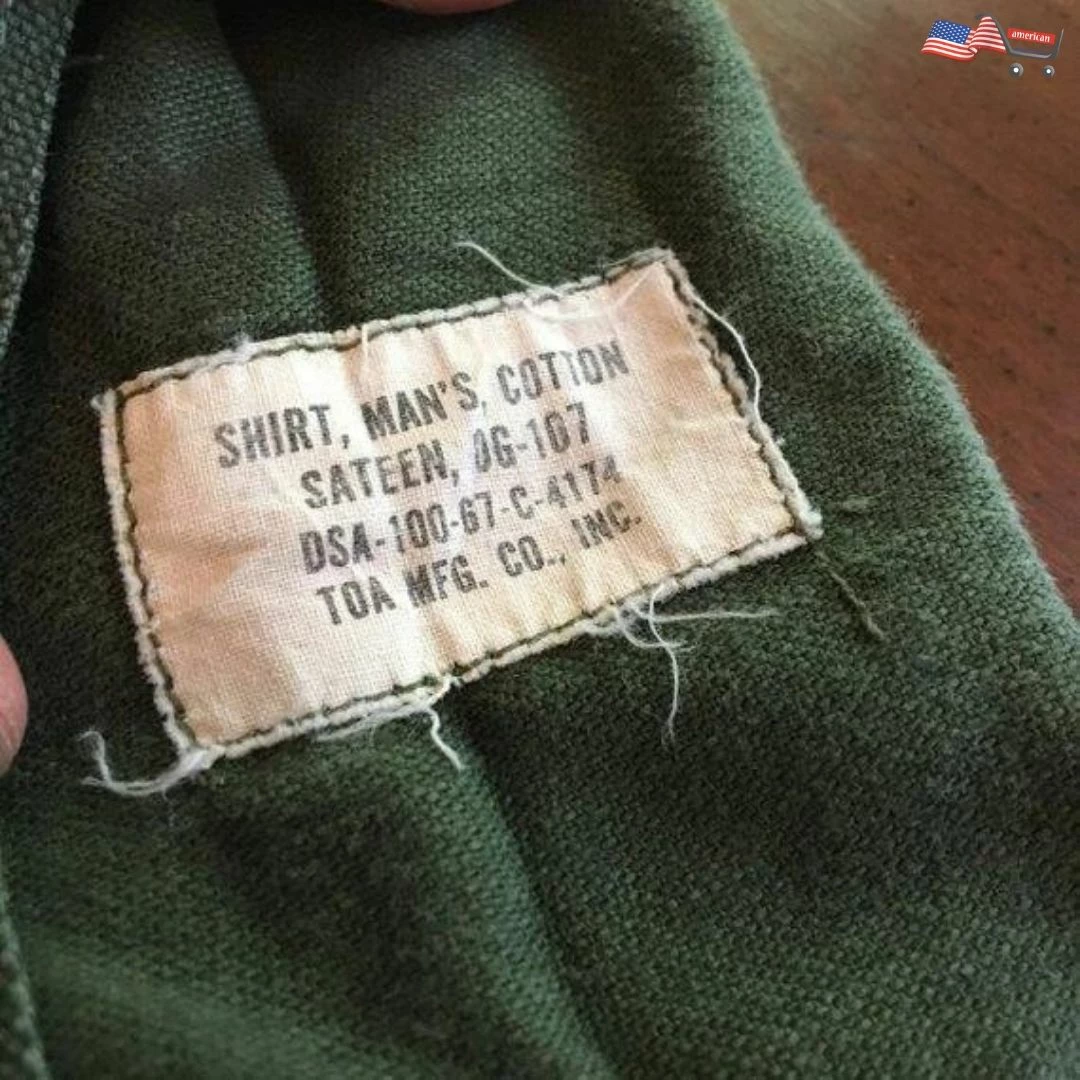 american
SHIRT, MAN'S, COTTON
SATEEN, OG-107
DSA-100-67-C-4174
TOA MFG. CO., INC.